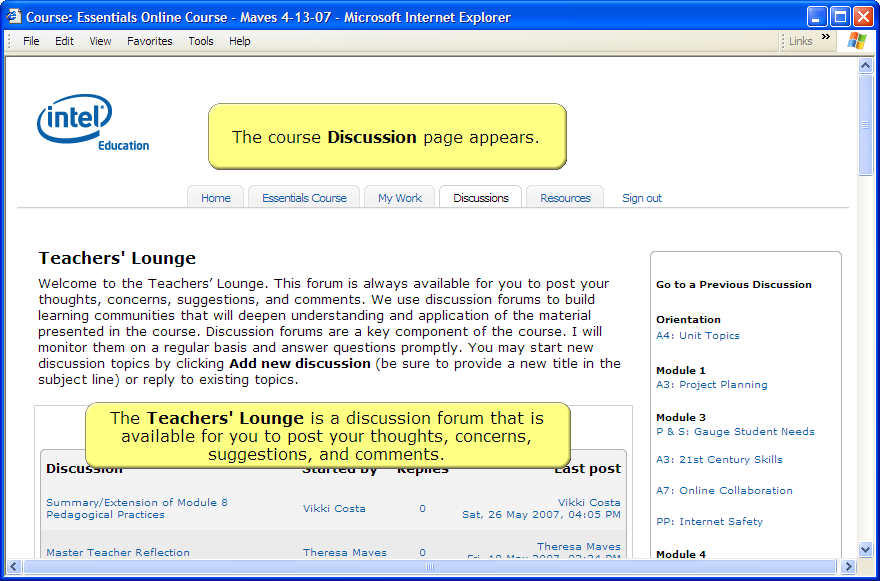 Course: Essentials Online Course - Maves 4-13-07 - Microsoft Internet Explorer
File Edit View Favorites Tools Help Links »
intel
Education
The course Discussion page appears.
Home Essentials Course My Work Discussions Resources Sign out
Teachers' Lounge
Welcome to the Teachers’ Lounge. This forum is always available for you to post your
thoughts, concerns, suggestions, and comments. We use discussion forums to build
learning communities that will deepen understanding and application of the material
presented in the course. Discussion forums are a key component of the course. I will
monitor them on a regular basis and answer questions promptly. You may start new
discussion topics by clicking Add new discussion (be sure to provide a new title in the
subject line) or reply to existing topics.
The Teachers' Lounge is a discussion forum that is
available for you to post your thoughts, concerns,
suggestions, and comments.
Discussion Started by Replies Last post
Summary/Extension of Module 8
Pedagogical Practices
Vikki Costa
0
Vikki Costa
Sat, 26 May 2007, 04:05 PM
Master Teacher Reflection
Theresa Maves
0
Theresa Maves
Go to a Previous Discussion
Orientation
A4: Unit Topics
Module 1
A3: Project Planning
Module 3
P & S: Gauge Student Needs
A3: 21st Century Skills
A7: Online Collaboration
PP: Internet Safety
Module 4